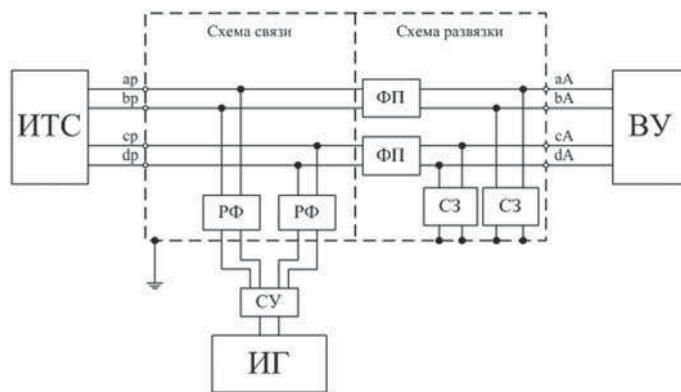 Схема связи
Схема развязки
ap
aA
bp
ФП
bA
ИТС
ВУ
cp
cA
dp
ФП
dA
РФ
РФ
СЗ
СЗ
СУ
ИГ